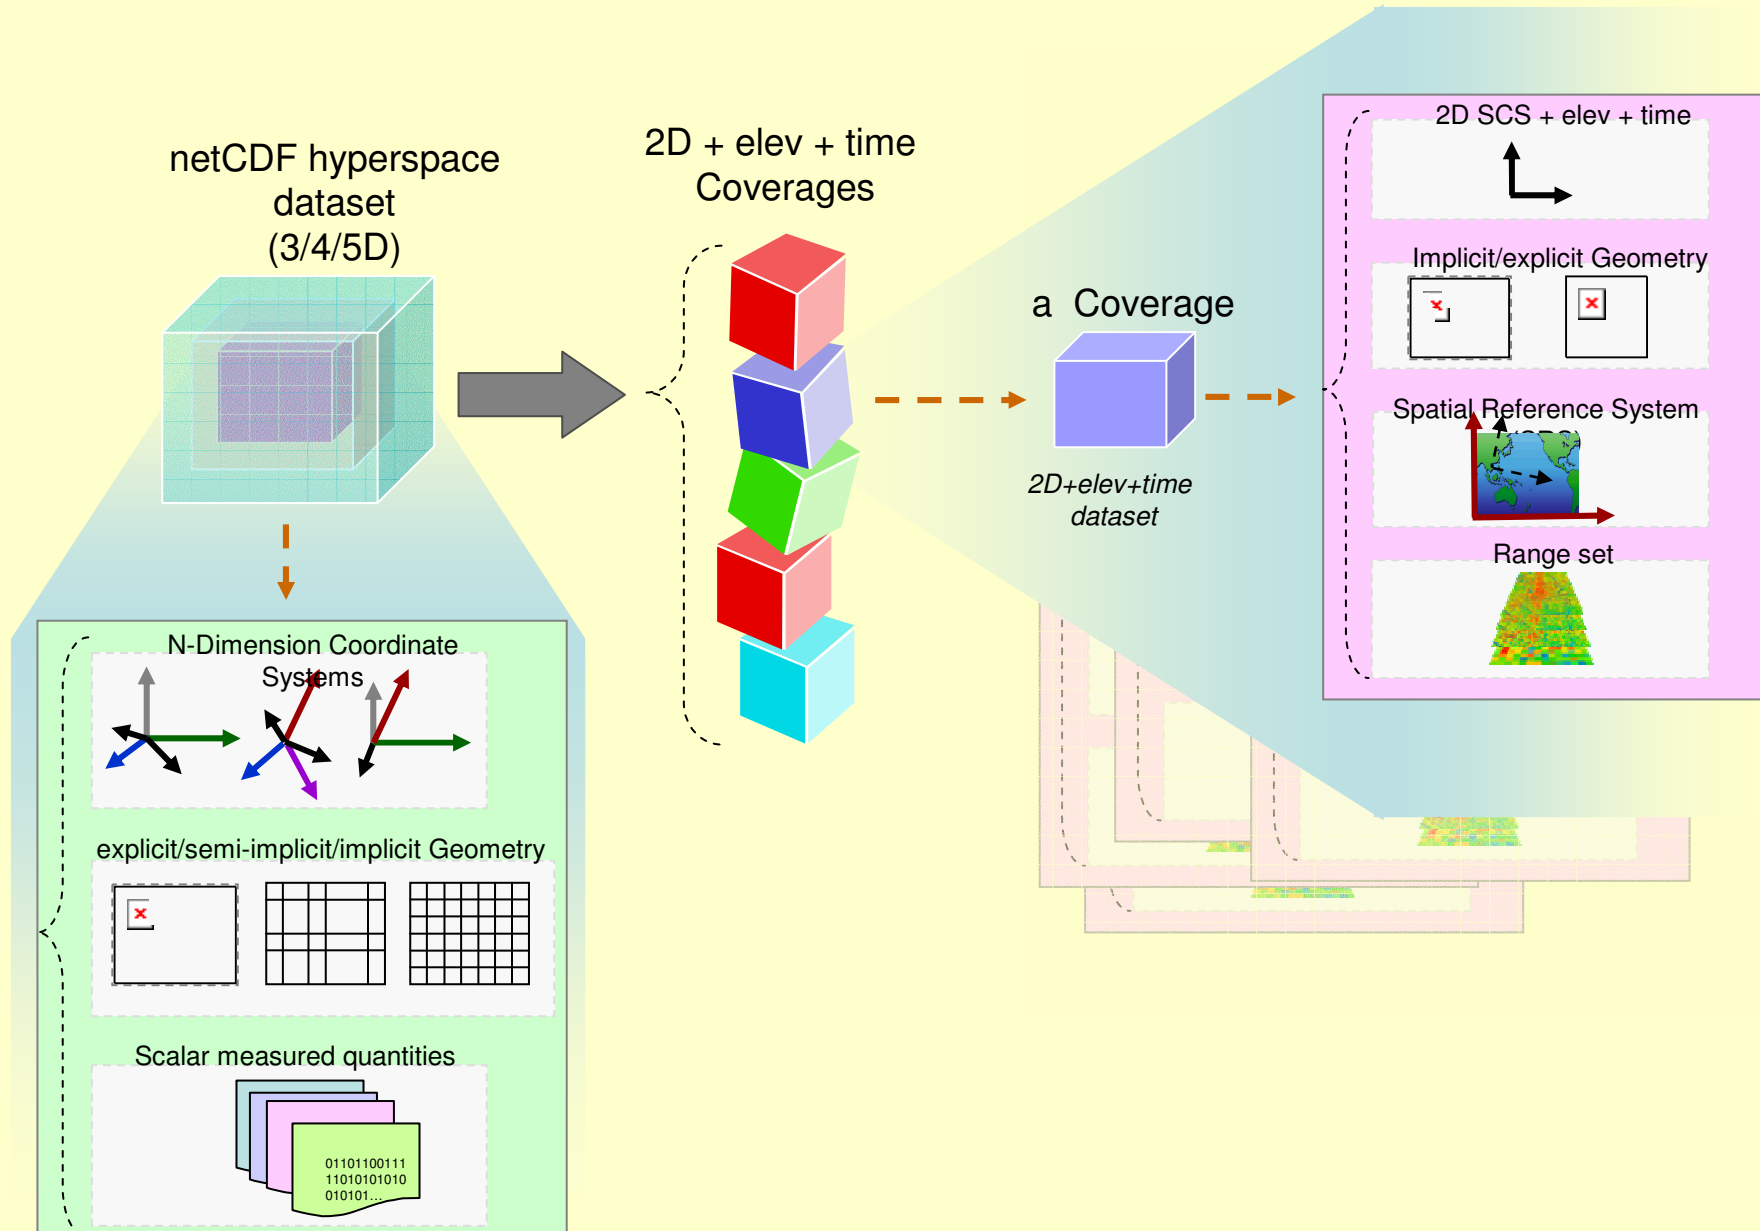 netCDF hyperspace
dataset
(3/4/5D)
2D + elev + time
Coverages
a Coverage
2D+elev+time
dataset
2D SCS + elev + time
Implicit/explicit Geometry
Spatial Reference System
Range set
N-Dimension Coordinate
Systems
explicit/semi-implicit/implicit Geometry
Scalar measured quantities
01101100111
11010101010
010101...